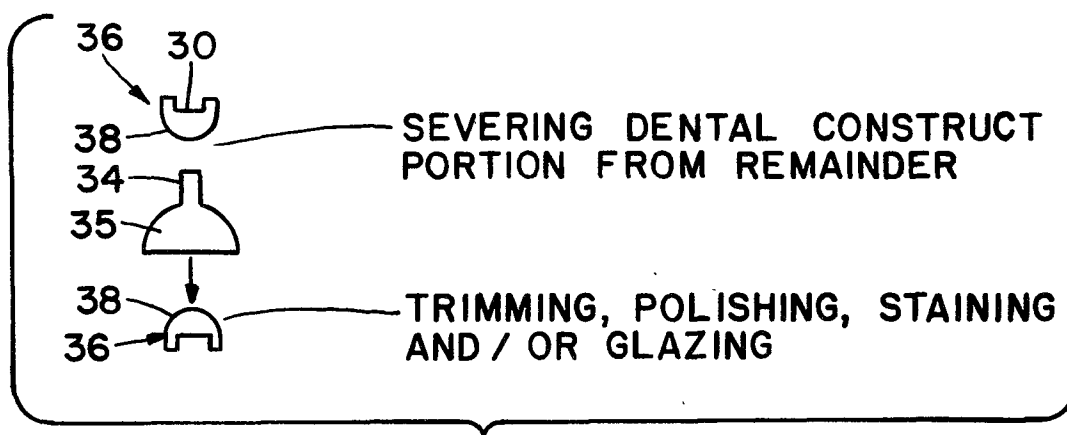 36 30
38
SEVERING DENTAL CONSTRUCT
PORTION FROM REMAINDER
34
35
38
TRIMMING, POLISHING, STAINING
36
AND / OR GLAZING